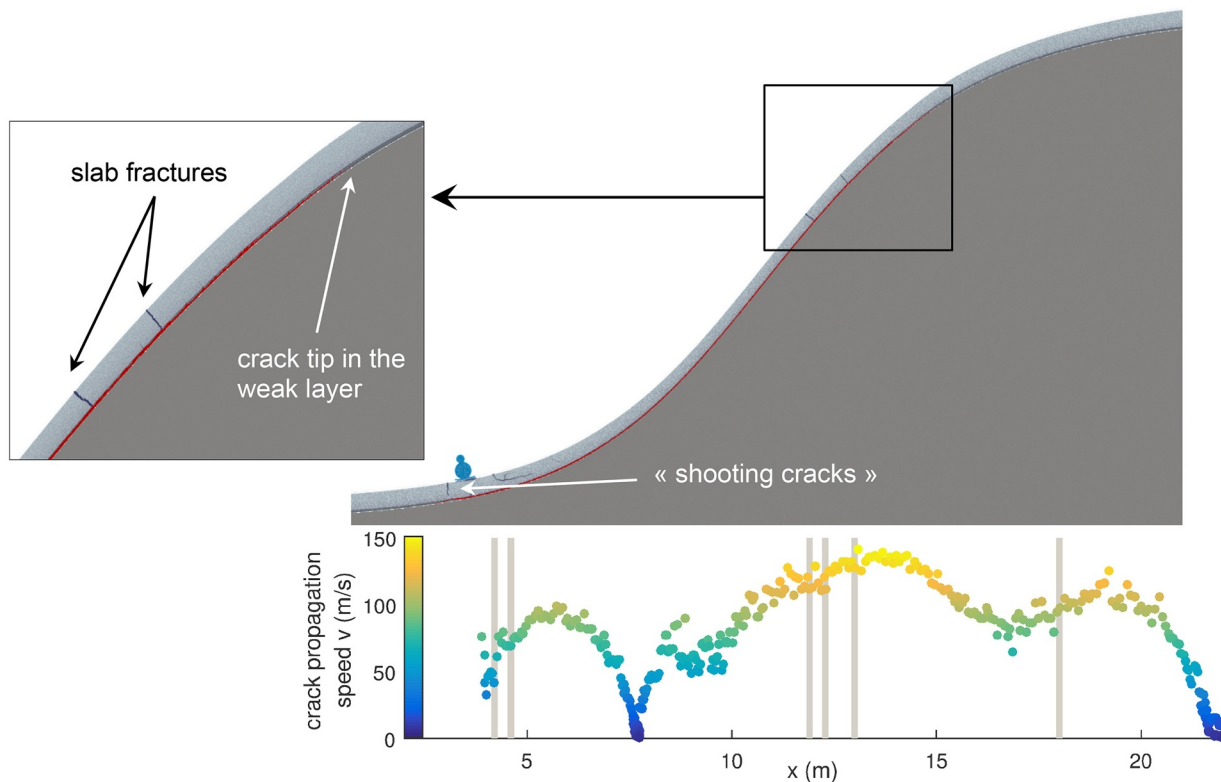 slab fractures
crack tip in the
weak layer
« shooting cracks »
crack propagation
speed v (m/s)
150
100
50
0
5
10
15
20
x (m)